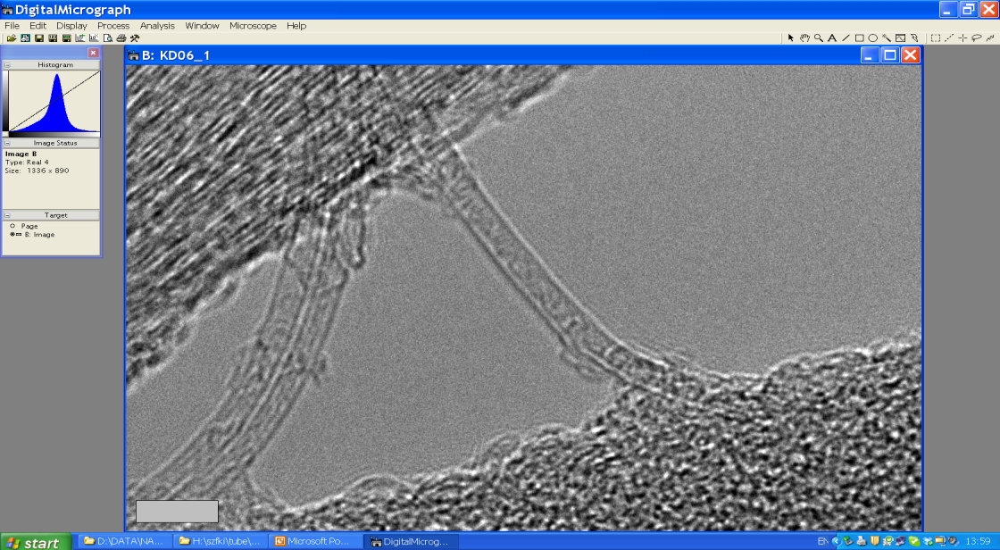 DigitalMicrograph
File Edit Display Process Analysis Window Microscope Help
B: KD06_1
Histogram
Image Status
Image B
Type: Real 4
Size: 1336 x 890
Target
Page
B: Image
start
D:\DATA\NA...
H:\szfki\tube\...
Microsoft Po...
DigitalMicrog...
EN
13:59